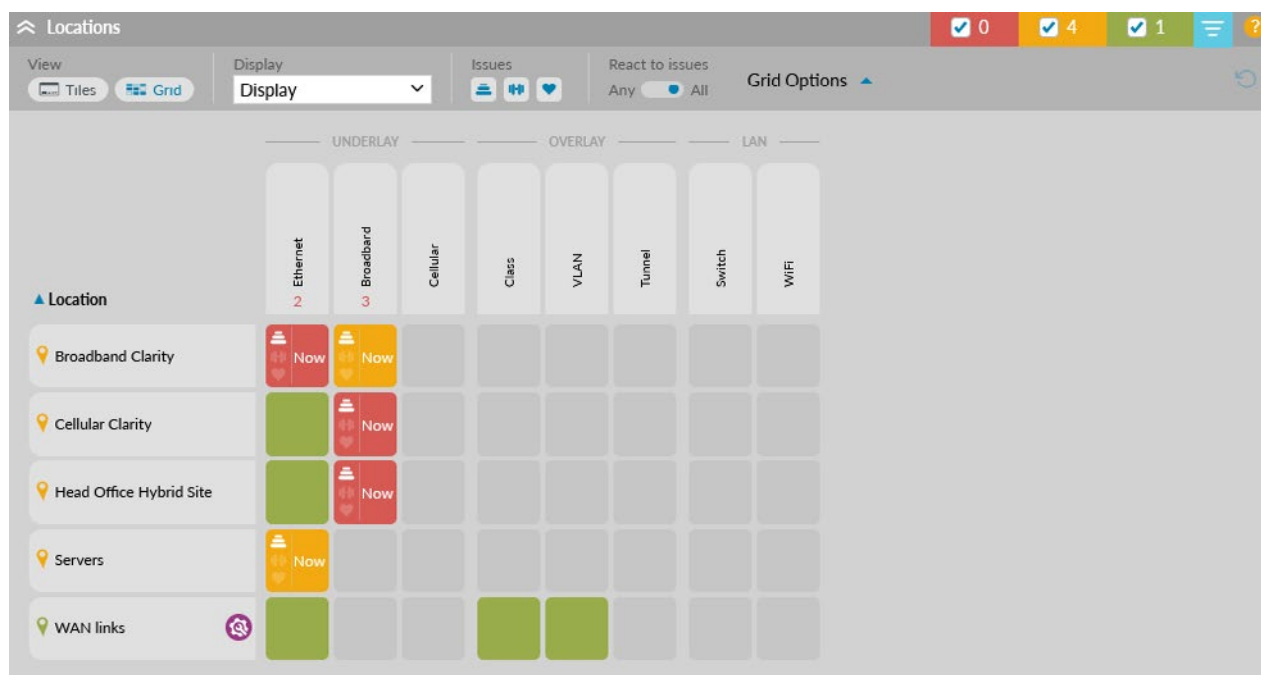 Locations
0
4
1
?
View
Display
Issues
React to issues
Tiles
Grid
Display
Any
All
Grid Options
UNDERLAY
OVERLAY
LAN
Ethernet
Broadbard
Cellular
Class
VLAN
Tunnel
Switch
WiFi
Location
2
3
Broadband Clarity
Now
Now
Cellular Clarity
Now
Head Office Hybrid Site
Now
Servers
Now
WAN links